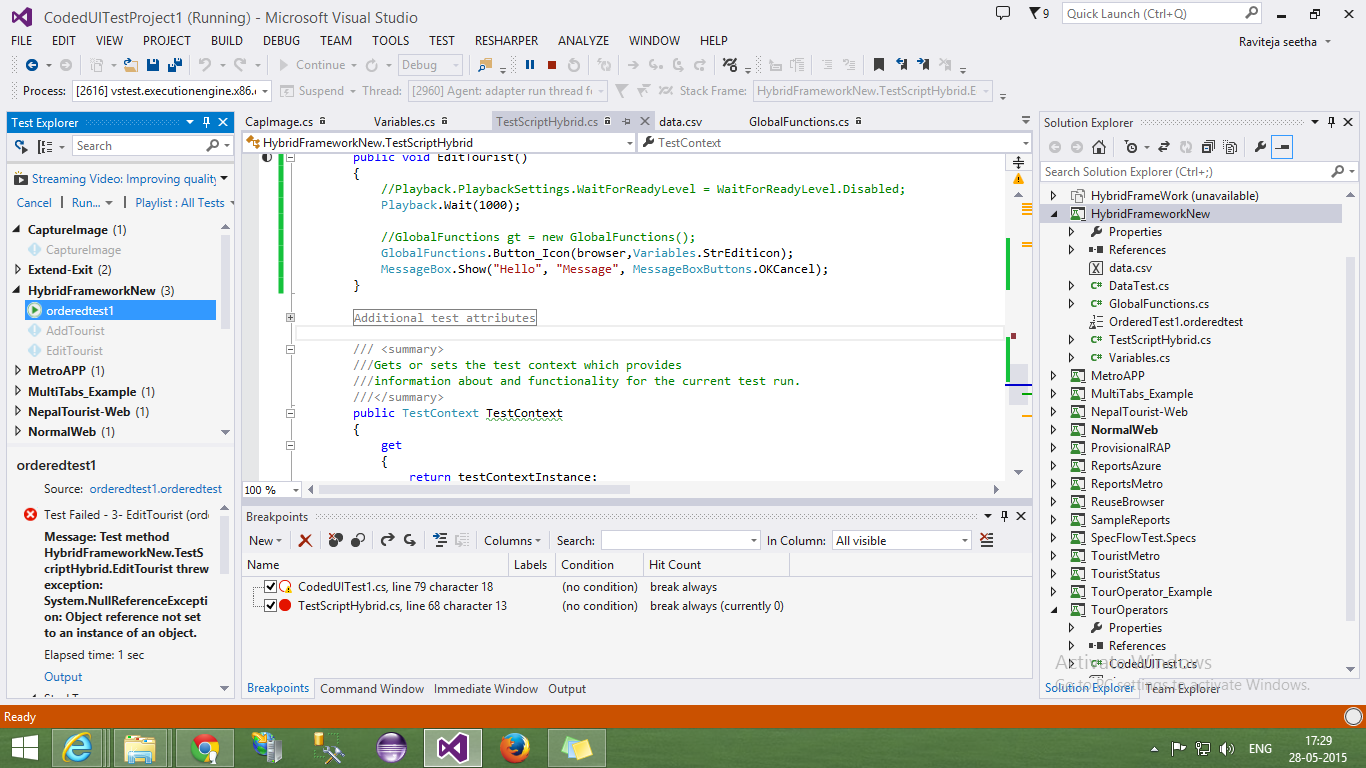 CodedUITestProject1 (Running) - Microsoft Visual Studio
9
Quick Launch (Ctrl+Q)
FILE EDIT VIEW PROJECT BUILD DEBUG TEAM TOOLS TEST RESHARPER ANALYZE WINDOW HELP
Raviteja seetha
Continue Debug
Process: [2616] vstest.executionengine.x86. Suspend Thread: [2960] Agent: adapter run thread f Stack Frame: HybridFrameworkNew.TestScriptHybrid.E
Test Explorer
Search
Streaming Video: Improving quality
Cancel Run... Playlist : All Tests
CaptureImage (1)
CaptureImage
Extend-Exit (2)
HybridFrameworkNew (3)
orderedtest1
AddTourist
EditTourist
MetroAPP (1)
MultiTabs_Example (1)
NepalTourist-Web (1)
NormalWeb (1)
orderedtest1
Source: orderedtest1.orderedtest
Test Failed - 3- EditTourist (ord
Message: Test method
HybridFrameworkNew.TestS
criptHybrid.EditTourist threw
exception:
System.NullReferenceExcepti
on: Object reference not set
to an instance of an object.
Elapsed time: 1 sec
Output
CapImage.cs Variables.cs TestScriptHybrid.cs data.csv GlobalFunctions.cs
HybridFrameworkNew.TestScriptHybrid TestContext
public void EditTourist()
{
//Playback.PlaybackSettings.WaitForReadyLevel = WaitForReadyLevel.Disabled;
Playback.Wait(1000);
//GlobalFunctions gt = new GlobalFunctions();
GlobalFunctions.Button_Icon(browser,Variables.StrEditicon);
MessageBox.Show("Hello", "Message", MessageBoxButtons.OKCancel);
}
Additional test attributes
/// <summary>
///Gets or sets the test context which provides
///information about and functionality for the current test run.
///</summary>
public TestContext TestContext
{
get
{
return testContextInstance;
100 %
Breakpoints
New Columns Search: In Column: All visible
Name Labels Condition Hit Count
CodedUITest1.cs, line 79 character 18 (no condition) break always
TestScriptHybrid.cs, line 68 character 13 (no condition) break always (currently 0)
Breakpoints Command Window Immediate Window Output
Solution Explorer
Search Solution Explorer (Ctrl+;)
HybridFrameWork (unavailable)
HybridFrameworkNew
Properties
References
data.csv
DataTest.cs
GlobalFunctions.cs
OrderedTest1.orderedtest
TestScriptHybrid.cs
Variables.cs
MetroAPP
MultiTabs_Example
NepalTourist-Web
NormalWeb
ProvisionalRAP
ReportsAzure
ReportsMetro
ReuseBrowser
SampleReports
SpecFlowTest.Specs
TouristMetro
TouristStatus
TourOperator_Example
TourOperators
Properties
References
CodedUITest1.cs
Activate Windows
Go to PC settings to activate Windows.
Solution Explorer Team Explorer
Ready
ENG
17:29
28-05-2015